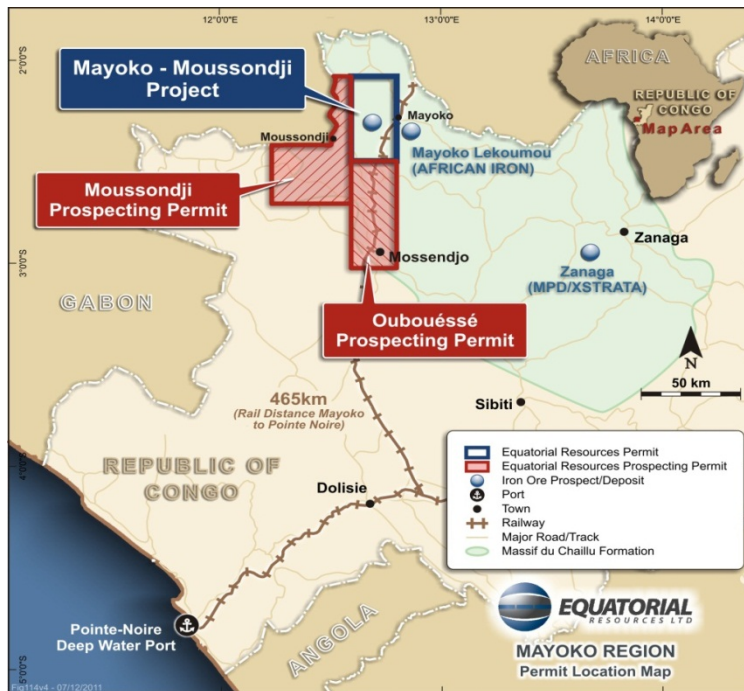 12°0'0"E
13°0'0"E
14°0'0"E
2°0'0"S
3°0'0"S
4°0'0"S
5°0'0"S
AFRICA
REPUBLIC OF
CONGO
Map Area
Mayoko - Moussondji
Project
Moussondji
Mayoko
Mayoko Lekoumou
(AFRICAN IRON)
Moussondji
Prospecting Permit
Mossendjo
Zanaga
Zanaga
(MPD/XSTRATA)
GABON
Oubouéssé
Prospecting Permit
N
50 km
465km
(Rail Distance Mayoko
to Pointe Noire)
Sibiti
REPUBLIC OF
CONGO
Dolisie
Equatorial Resources Permit
Equatorial Resources Prospecting Permit
Iron Ore Prospect/Deposit
Port
Town
Railway
Major Road/Track
Massif du Chaillu Formation
Pointe-Noire
Deep Water Port
ANGOLA
EQUATORIAL
RESOURCES LTD
MAYOKO REGION
Permit Location Map
Fig114v4 - 07/12/2011